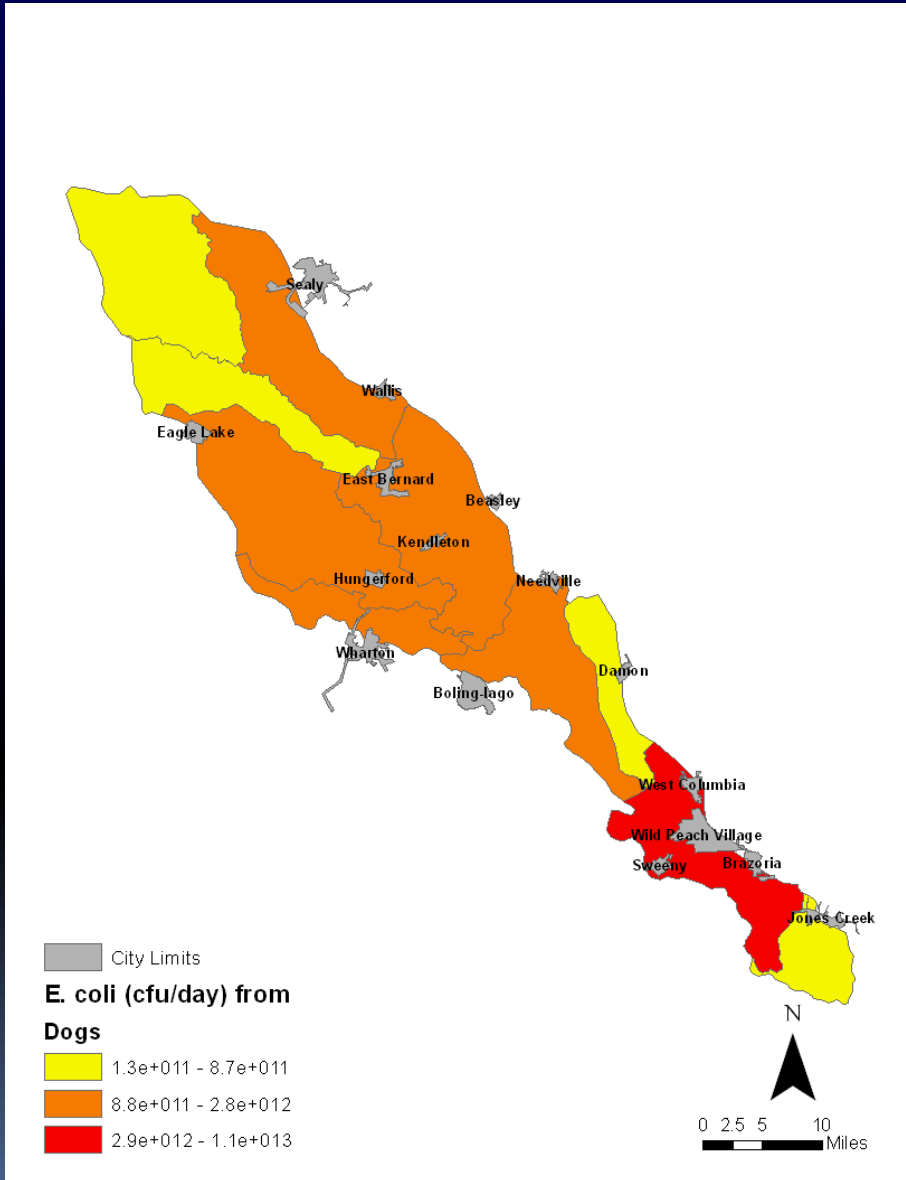 Sealy
Wallis
Eagle Lake
East Bernard
Beasley
Kendleton
Hungerford
Needville
Wharton
Damon
Boling-Iago
West Columbia
Wild Peach Village
Sweeny
Brazoria
Jones Creek
City Limits
E. coli (cfu/day) from
Dogs
1.3e+011 - 8.7e+011
8.8e+011 - 2.8e+012
2.9e+012 - 1.1e+013
N
0 2.5 5 10
Miles